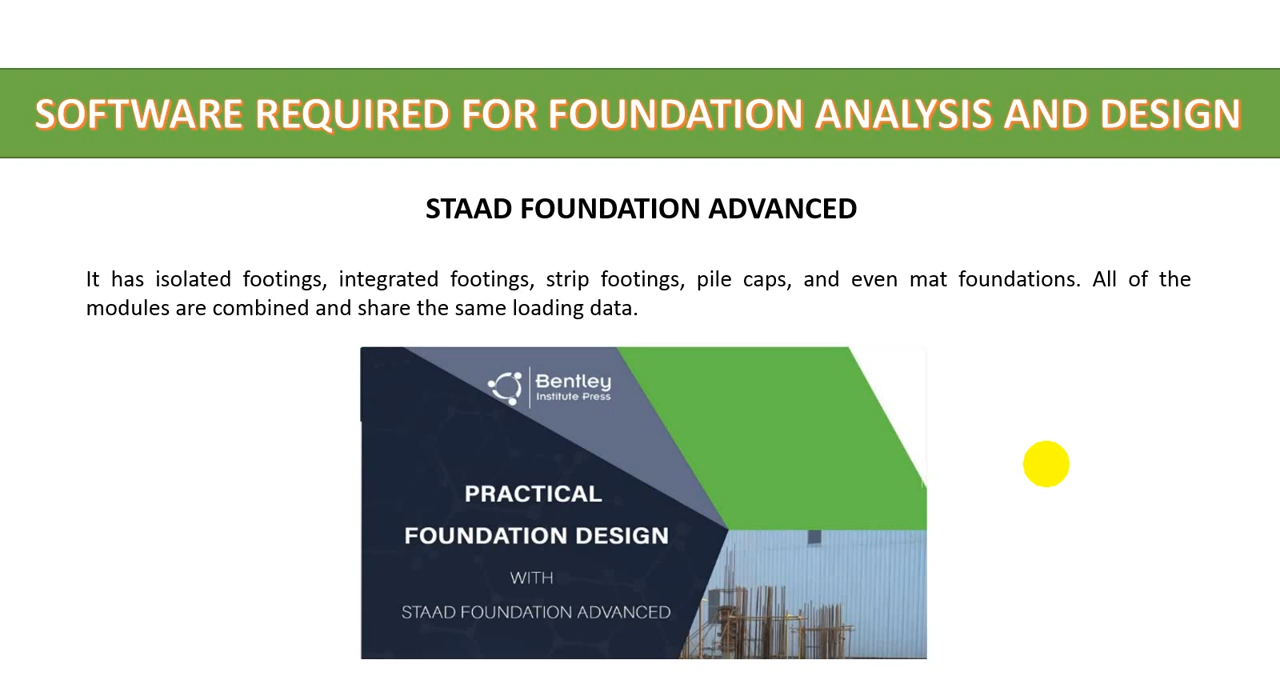 SOFTWARE REQUIRED FOR FOUNDATION ANALYSIS AND DESIGN
STAAD FOUNDATION ADVANCED
It has isolated footings, integrated footings, strip footings, pile caps, and even mat foundations. All of the
modules are combined and share the same loading data.
Bentley
Institute Press
PRACTICAL
FOUNDATION DESIGN
WITH
STAAD FOUNDATION ADVANCED